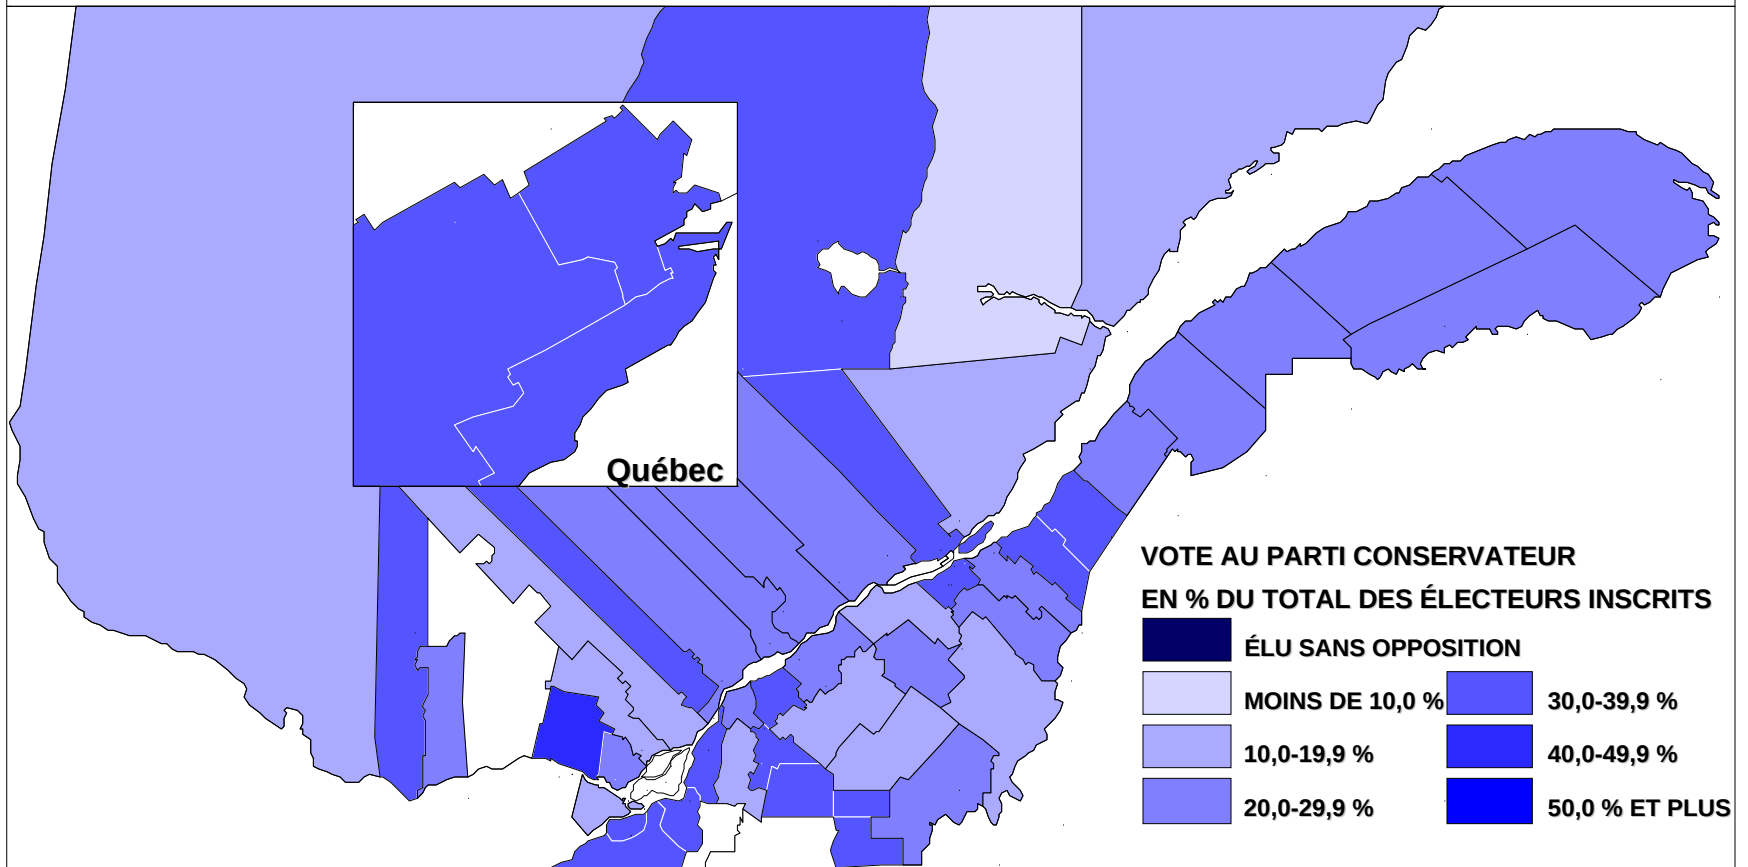 Québec
VOTE AU PARTI CONSERVATEUR
EN % DU TOTAL DES ÉLECTEURS INSCRITS
ÉLU SANS OPPOSITION
MOINS DE 10,0 %
10,0-19,9 %
20,0-29,9 %
30,0-39,9 %
40,0-49,9 %
50,0 % ET PLUS